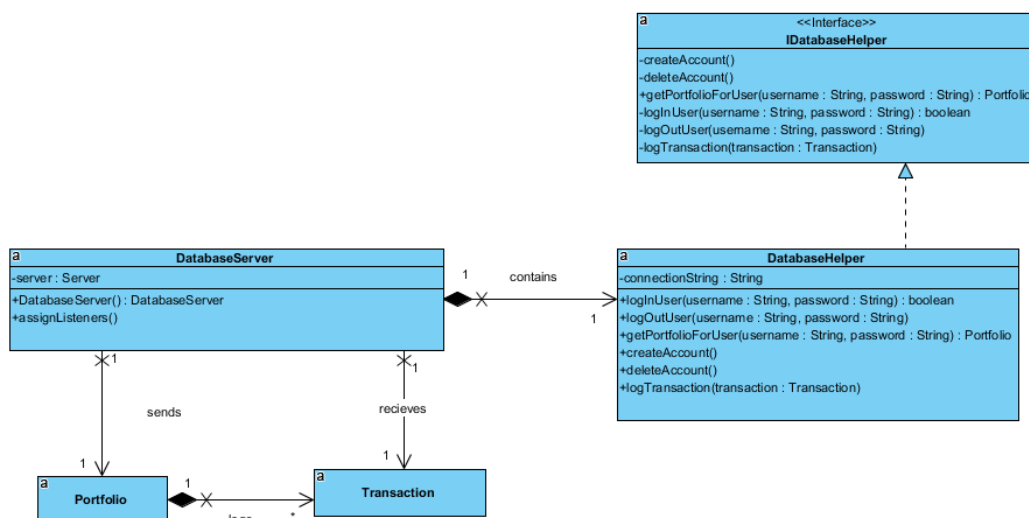 a
<<Interface>>
IDatabaseHelper
-createAccount()
-deleteAccount()
+getPortfolioForUser(username : String, password : String) : Portfolio
-logInUser(username : String, password : String) : boolean
-logOutUser(username : String, password : String)
-logTransaction(transaction : Transaction)
a
DatabaseServer
-server : Server
+DatabaseServer() : DatabaseServer
+assignListeners()
1
contains
1
a
DatabaseHelper
-connectionString : String
+logInUser(username : String, password : String) : boolean
+logOutUser(username : String, password : String)
+getPortfolioForUser(username : String, password : String) : Portfolio
+createAccount()
+deleteAccount()
+logTransaction(transaction : Transaction)
1
sends
1
1
recieves
1
a
Portfolio
1
*
a
Transaction